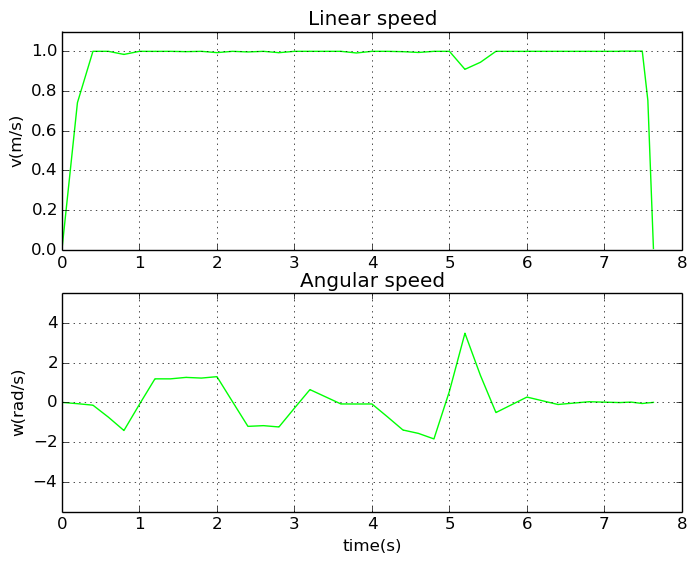 Linear speed
v(m/s)
1.0
0.8
0.6
0.4
0.2
0.0
0 1 2 3 4 5 6 7 8
Angular speed
w(rad/s)
4
2
0
−2
−4
0 1 2 3 4 5 6 7 8
time(s)